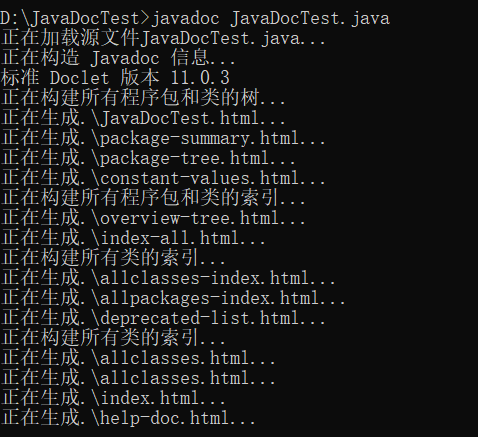 D:\JavaDocTest>javadoc JavaDocTest.java
正在加载源文件JavaDocTest.java...
正在构造 Javadoc 信息...
标准 Doclet 版本 11.0.3
正在构建所有程序包和类的树...
正在生成.\JavaDocTest.html...
正在生成.\package-summary.html...
正在生成.\package-tree.html...
正在生成.\constant-values.html...
正在构建所有程序包和类的索引...
正在生成.\overview-tree.html...
正在生成.\index-all.html...
正在构建所有类的索引...
正在生成.\allclasses-index.html...
正在生成.\allpackages-index.html...
正在生成.\deprecated-list.html...
正在构建所有类的索引...
正在生成.\allclasses.html...
正在生成.\allclasses.html...
正在生成.\index.html...
正在生成.\help-doc.html...